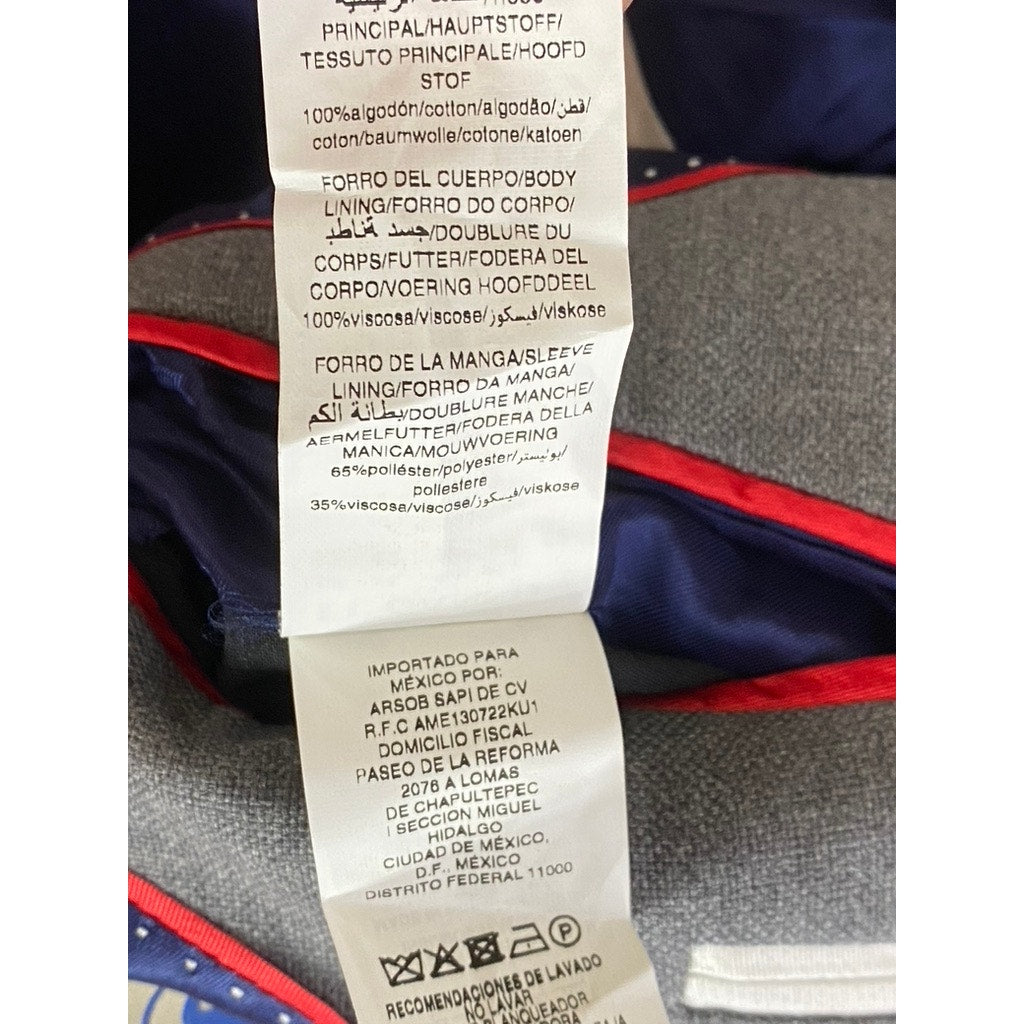 PRINCIPAL/HAUPTSTOFF/
TESSUTO PRINCIPALE/HOOFD
STOF
100%algodón/cotton/algodão/قطن/
coton/baumwolle/cotone/katoen
FORRO DEL CUERPO/BODY
LINING/FORRO DO CORPO/
جسد ةناطب/DOUBLURE DU
CORPS/FUTTER/FODERA DEL
CORPO/VOERING HOOFDDEEL
100%viscosa/viscose/فيسكوز/viskose
FORRO DE LA MANGA/SLEEVE
LINING/FORRO DA MANGA/
بطانة الكم/DOUBLURE MANCHE/
AERMELFUTTER/FODERA DELLA
MANICA/MOUWVOERING
65%poliéster/polyester/بوليستر/
poliestere
35%viscosa/viscose/فيسكوز/viskose
IMPORTADO PARA
MÉXICO POR:
ARSOB SAPI DE CV
R.F.C AME130722KU1
DOMICILIO FISCAL
PASEO DE LA REFORMA
2076 A LOMAS
DE CHAPULTEPEC
I SECCION MIGUEL
HIDALGO
CIUDAD DE MÉXICO,
D.F., MÉXICO
DISTRITO FEDERAL 11000
P
RECOMENDACIONES DE LAVADO
NO LAVAR
BLANQUEADOR